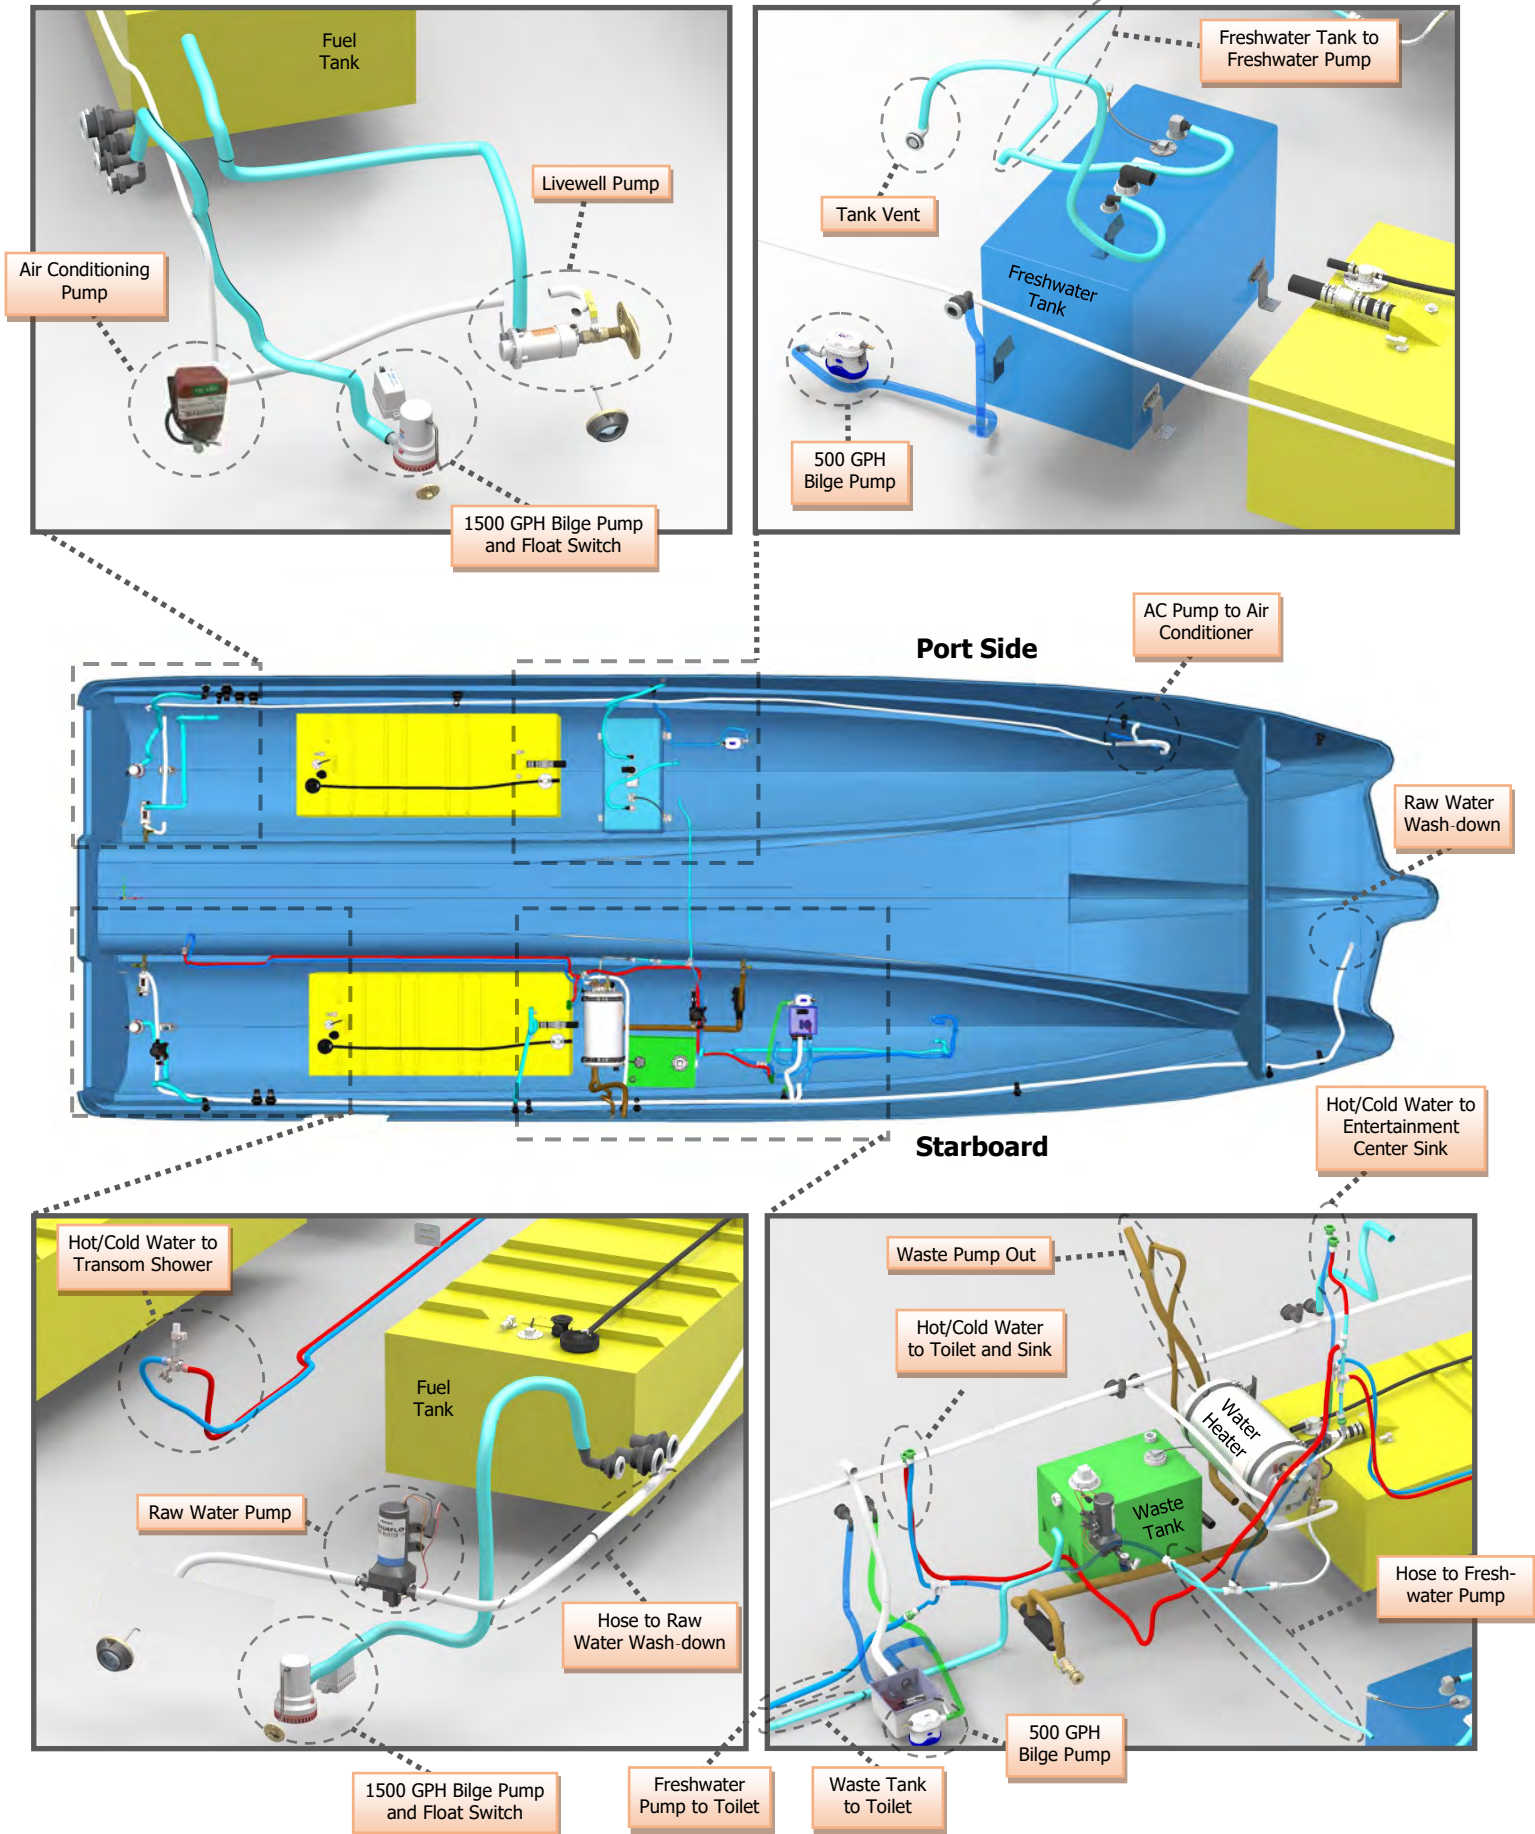 Fuel
Tank
Livewell Pump
Air Conditioning
Pump
1500 GPH Bilge Pump
and Float Switch
Freshwater Tank to
Freshwater Pump
Tank Vent
Freshwater
Tank
500 GPH
Bilge Pump
AC Pump to Air
Conditioner
Port Side
Raw Water
Wash-down
Starboard
Hot/Cold Water to
Entertainment
Center Sink
Hot/Cold Water to
Transom Shower
Fuel
Tank
Raw Water Pump
Hose to Raw
Water Wash-down
1500 GPH Bilge Pump
and Float Switch
Waste Pump Out
Hot/Cold Water
to Toilet and Sink
Water
Heater
Waste
Tank
Hose to Fresh-
water Pump
500 GPH
Bilge Pump
Freshwater
Pump to Toilet
Waste Tank
to Toilet